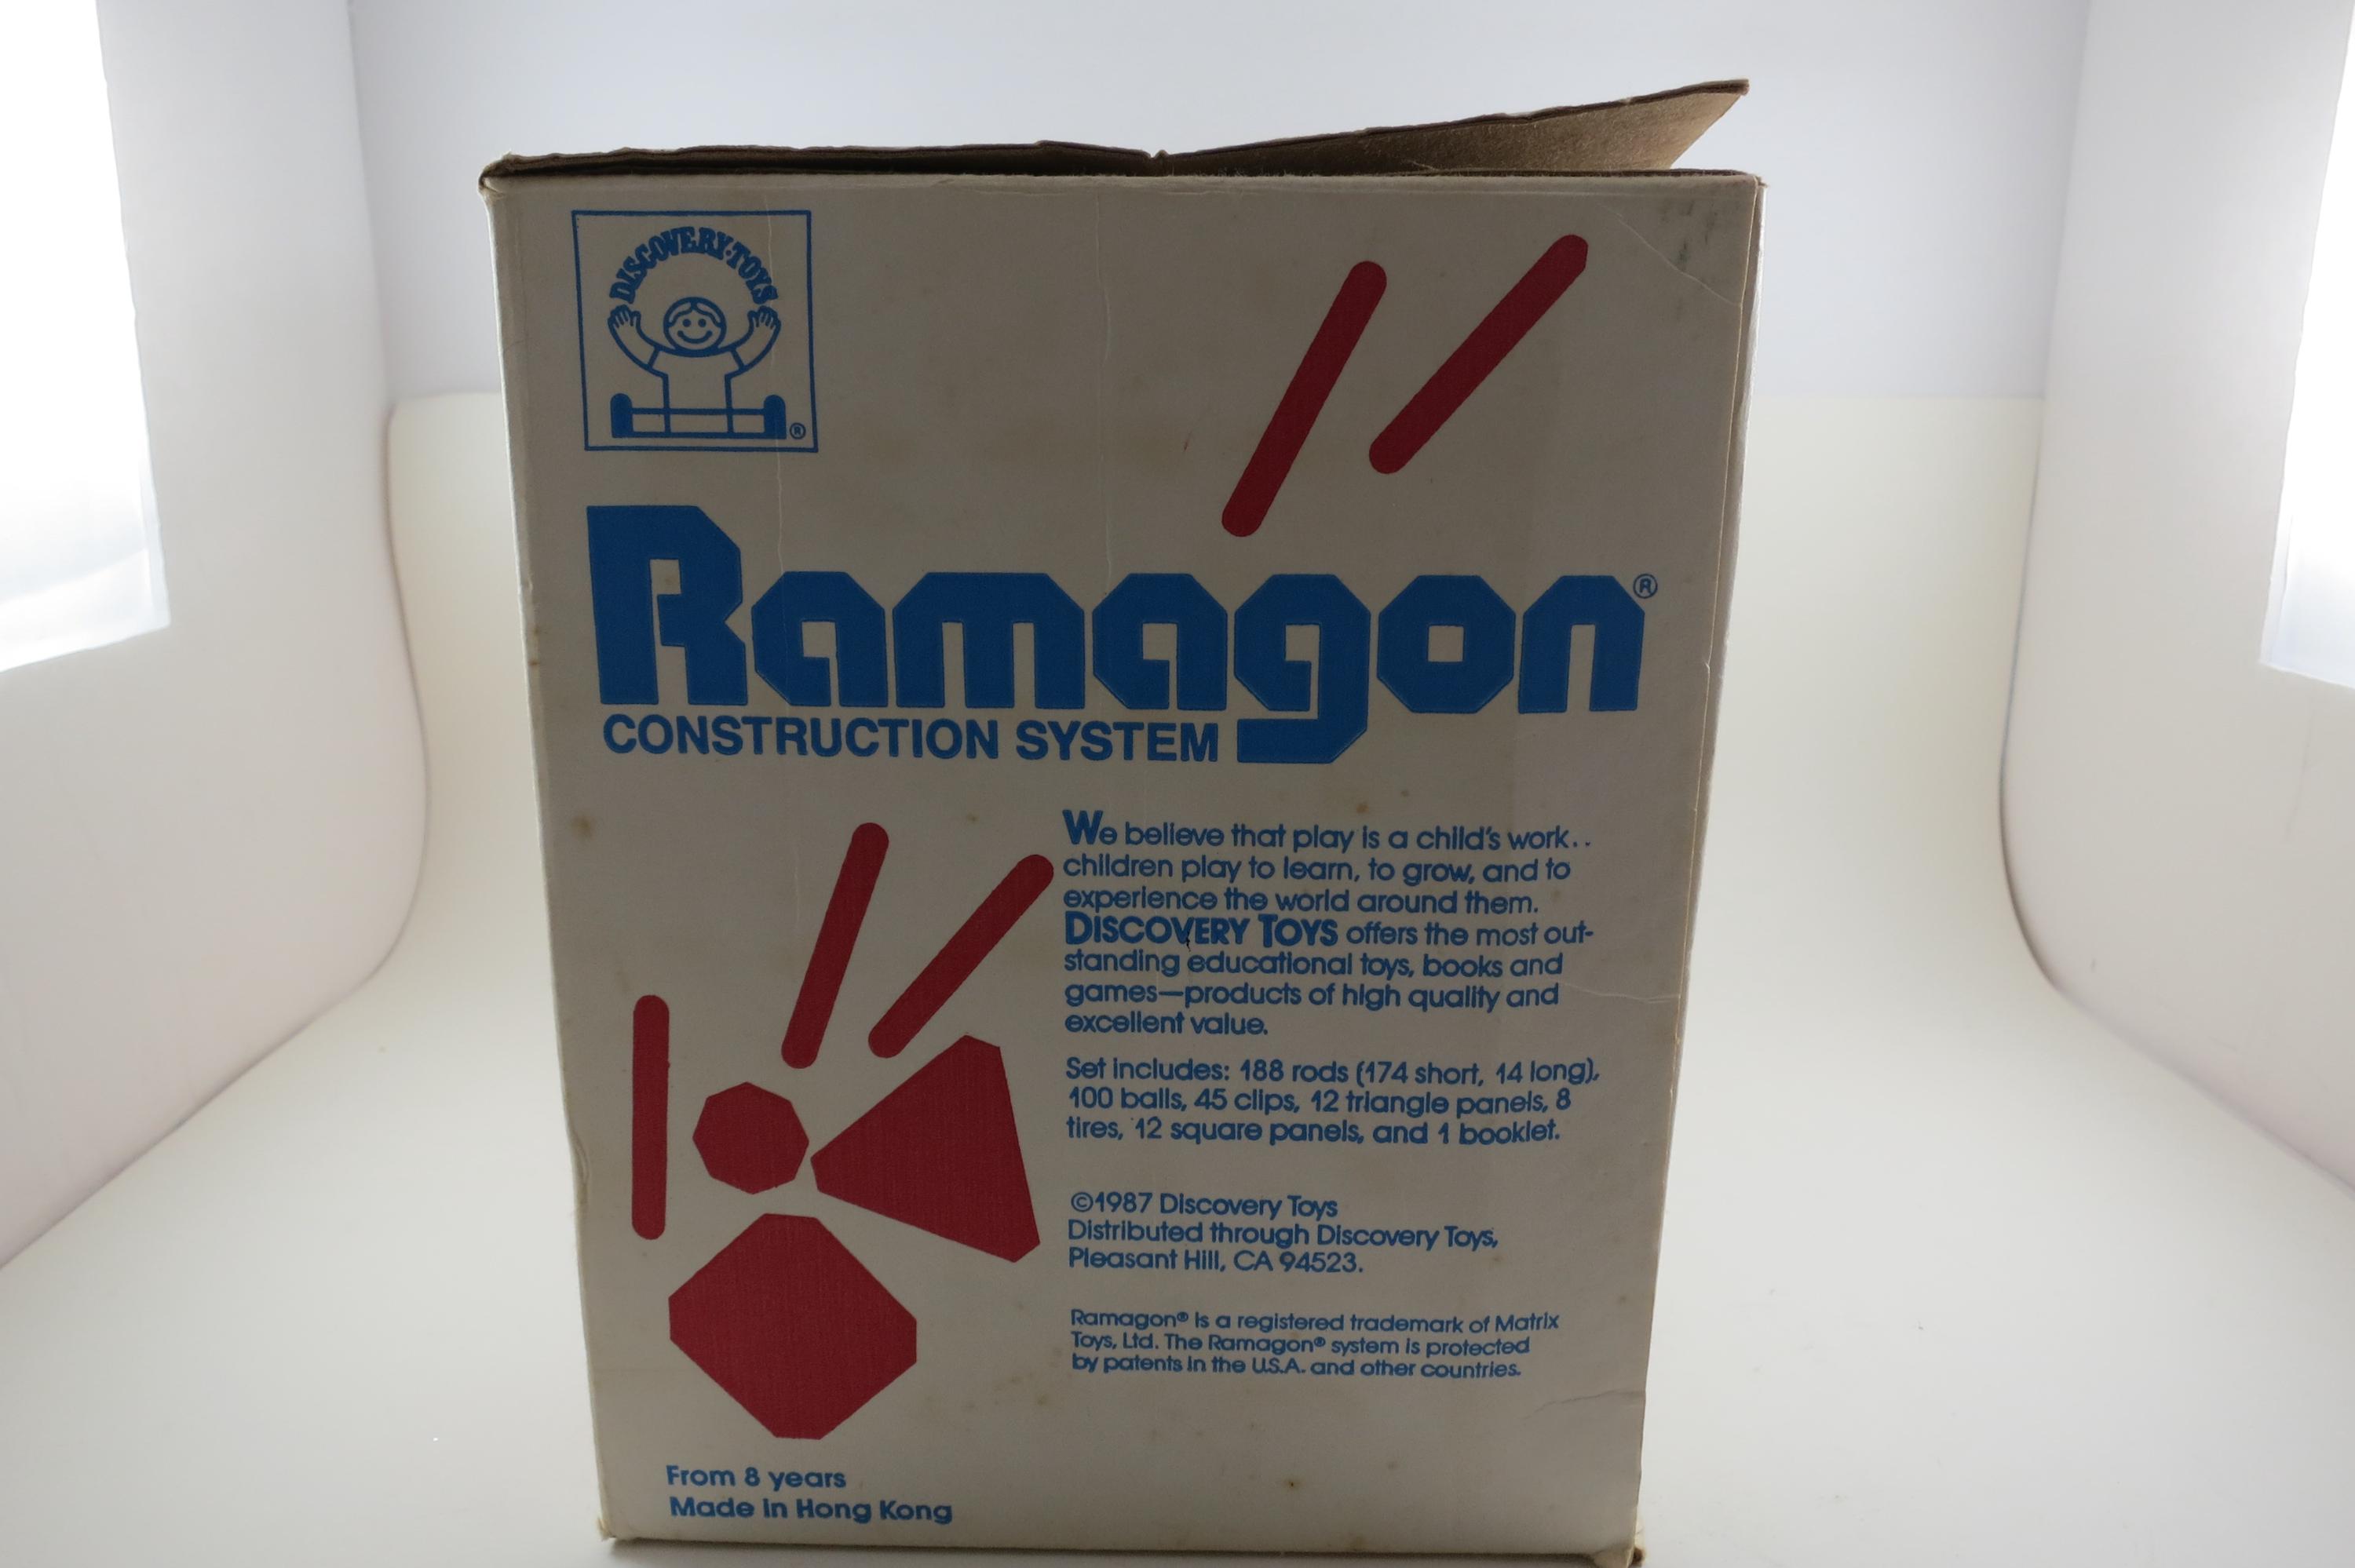 DISCOVERY·TOYS
®
Ramagon®
CONSTRUCTION SYSTEM
We believe that play is a child's work..
children play to learn, to grow, and to
experience the world around them.
DISCOVERY TOYS offers the most out-
standing educational toys, books and
games—products of high quality and
excellent value.
Set includes: 188 rods (174 short, 14 long),
100 balls, 45 clips, 12 triangle panels, 8
tires, 12 square panels, and 1 booklet.
©1987 Discovery Toys
Distributed through Discovery Toys,
Pleasant Hill, CA 94523.
Ramagon® is a registered trademark of Matrix
Toys, Ltd. The Ramagon® system is protected
by patents in the U.S.A. and other countries.
From 8 years
Made in Hong Kong